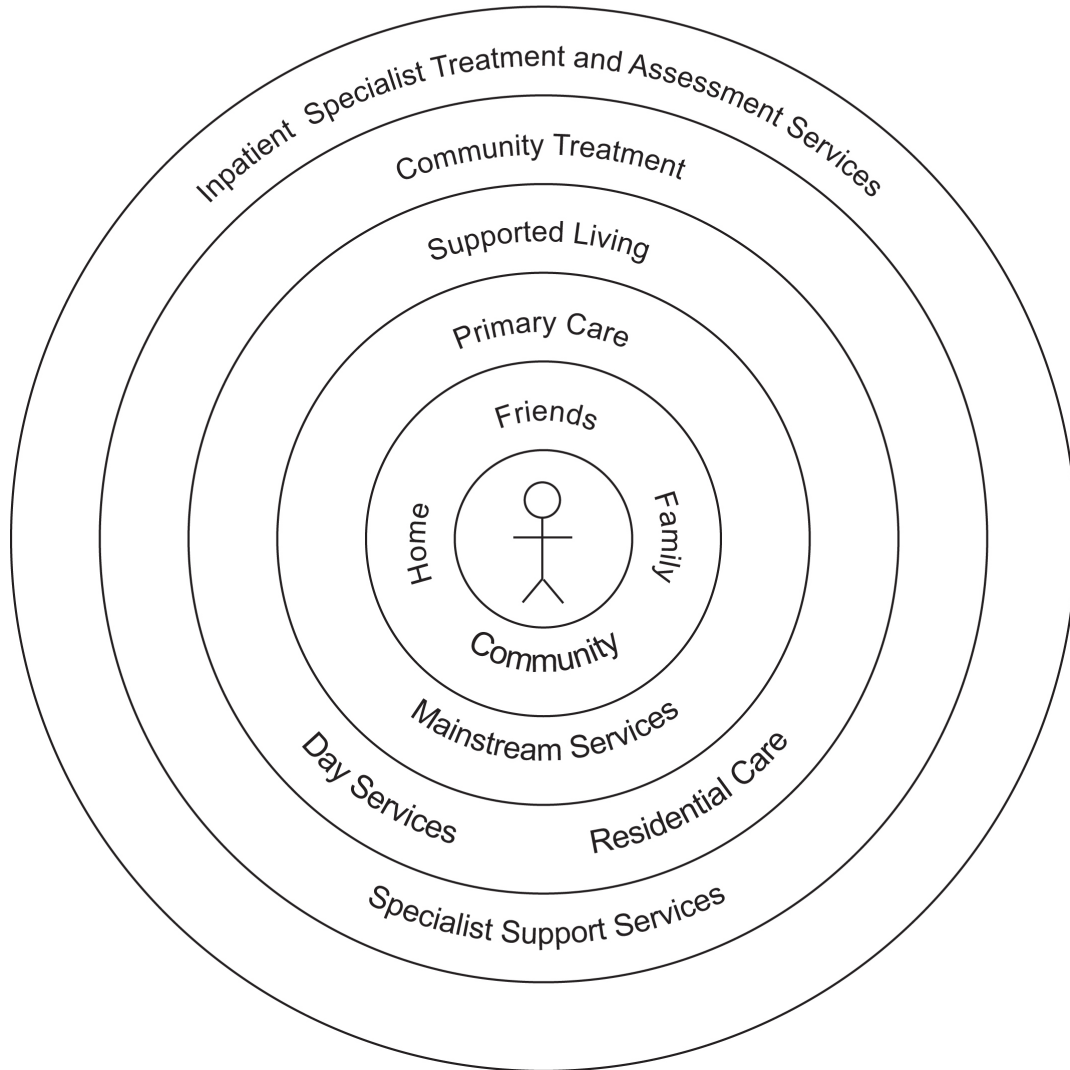 Inpatient Specialist Treatment and Assessment Services
Community Treatment
Supported Living
Primary Care
Friends
Home
Family
Community
Mainstream Services
Day Services
Residential Care
Specialist Support Services